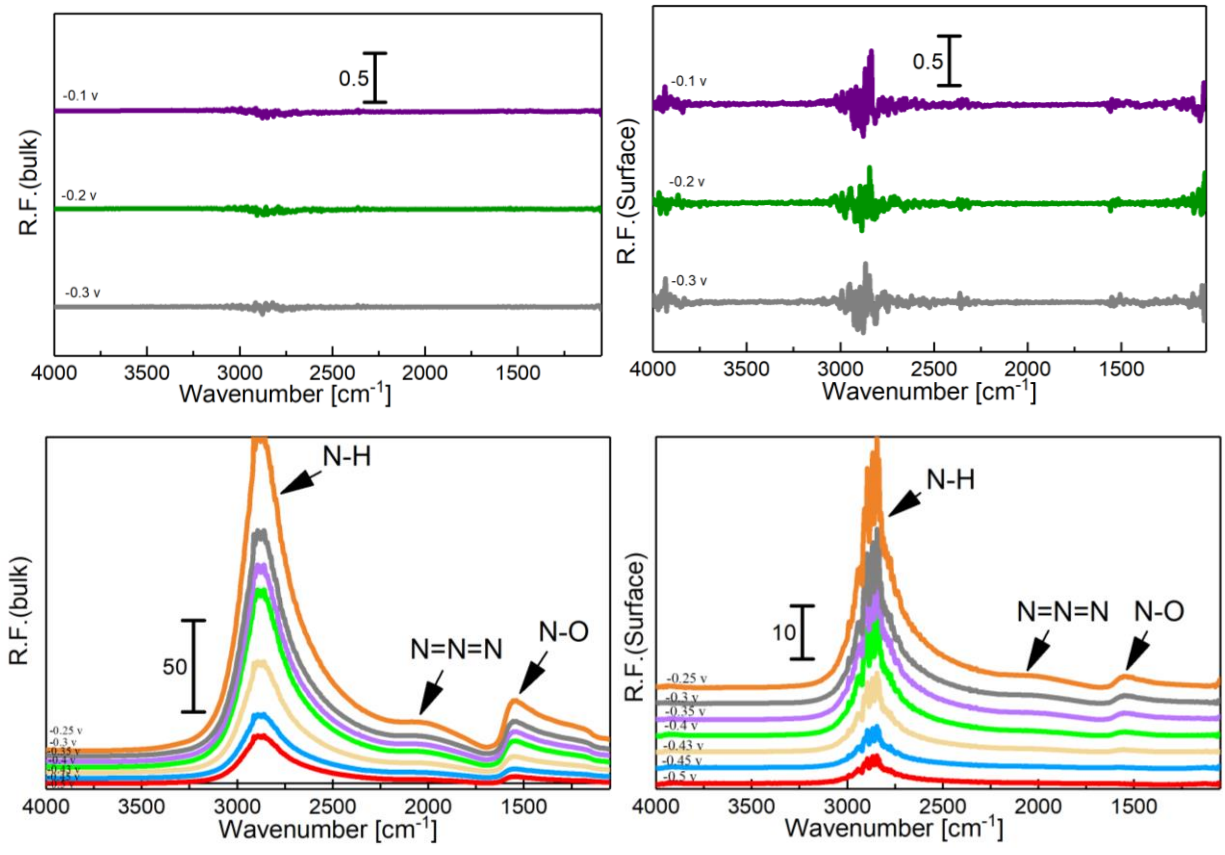 R.F.(bulk)
0.5
-0.1 v
-0.2 v
-0.3 v
4000 3500 3000 2500 2000 1500
Wavenumber [cm⁻¹]
R.F.(Surface)
0.5
-0.1 v
-0.2 v
-0.3 v
4000 3500 3000 2500 2000 1500
Wavenumber [cm⁻¹]
R.F.(bulk)
N-H
N=N=N
N-O
50
-0.25 v
-0.3 v
-0.35 v
-0.4 v
-0.43 v
-0.45 v
4000 3500 3000 2500 2000 1500
Wavenumber [cm⁻¹]
R.F.(Surface)
N-H
N=N=N
N-O
10
-0.25 v
-0.3 v
-0.35 v
-0.4 v
-0.43 v
-0.45 v
-0.5 v
4000 3500 3000 2500 2000 1500
Wavenumber [cm⁻¹]